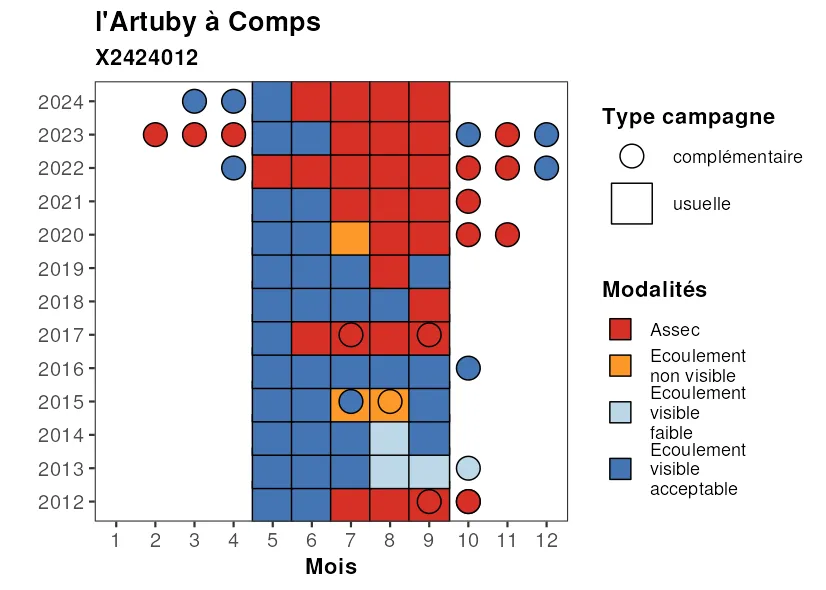 l'Artuby à Comps
X2424012
2024
2023
2022
2021
2020
2019
2018
2017
2016
2015
2014
2013
2012
1 2 3 4 5 6 7 8 9 10 11 12
Mois
Type campagne
complémentaire
usuelle
Modalités
Assec
Ecoulement
non visible
Ecoulement
visible
faible
Ecoulement
visible
acceptable